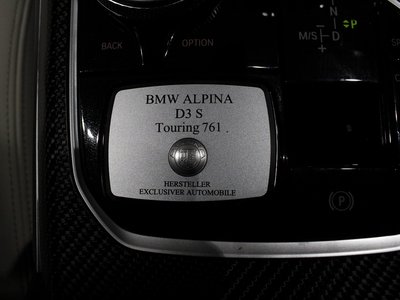 N
P
M/S D
+
BACK OPTION
BMW ALPINA
D3 S
Touring 761
HERSTELLER
EXCLUSIVER AUTOMOBILE
P